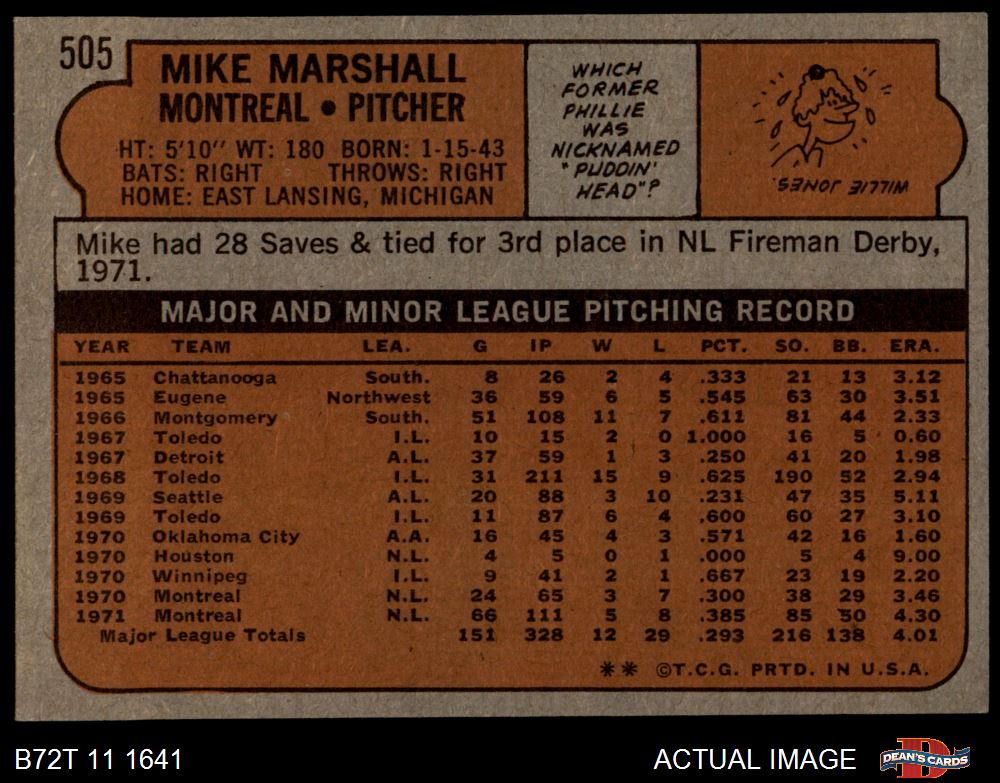 505
MIKE MARSHALL
MONTREAL • PITCHER
HT: 5'10" WT: 180 BORN: 1-15-43
BATS: RIGHT THROWS: RIGHT
HOME: EAST LANSING, MICHIGAN
WHICH
FORMER
PHILLIE
WAS
NICKNAMED
"PUDDIN'
HEAD"?
WILLIE JONES.
Mike had 28 Saves & tied for 3rd place in NL Fireman Derby,
1971.
MAJOR AND MINOR LEAGUE PITCHING RECORD
YEAR TEAM LEA. G IP W L PCT. SO. BB. ERA.
1965 Chattanooga South. 8 26 2 4 .333 21 13 3.12
1965 Eugene Northwest 36 59 6 5 .545 63 30 3.51
1966 Montgomery South. 51 108 11 7 .611 81 44 2.33
1967 Toledo I.L. 10 15 2 0 1.000 16 5 0.60
1967 Detroit A.L. 37 59 1 3 .250 41 20 1.98
1968 Toledo I.L. 31 211 15 9 .625 190 52 2.94
1969 Seattle A.L. 20 88 3 10 .231 47 35 5.11
1969 Toledo I.L. 11 87 6 4 .600 60 27 3.10
1970 Oklahoma City A.A. 16 45 4 3 .571 42 16 1.60
1970 Houston N.L. 4 5 0 1 .000 5 4 9.00
1970 Winnipeg I.L. 9 41 2 1 .667 23 19 2.20
1970 Montreal N.L. 24 65 3 7 .300 38 29 3.46
1971 Montreal N.L. 66 111 5 8 .385 85 50 4.30
Major League Totals 151 328 12 29 .293 216 138 4.01
** ©T.C.G. PRTD. IN U.S.A.
B72T 11 1641 ACTUAL IMAGE
D
DEAN'S CARDS